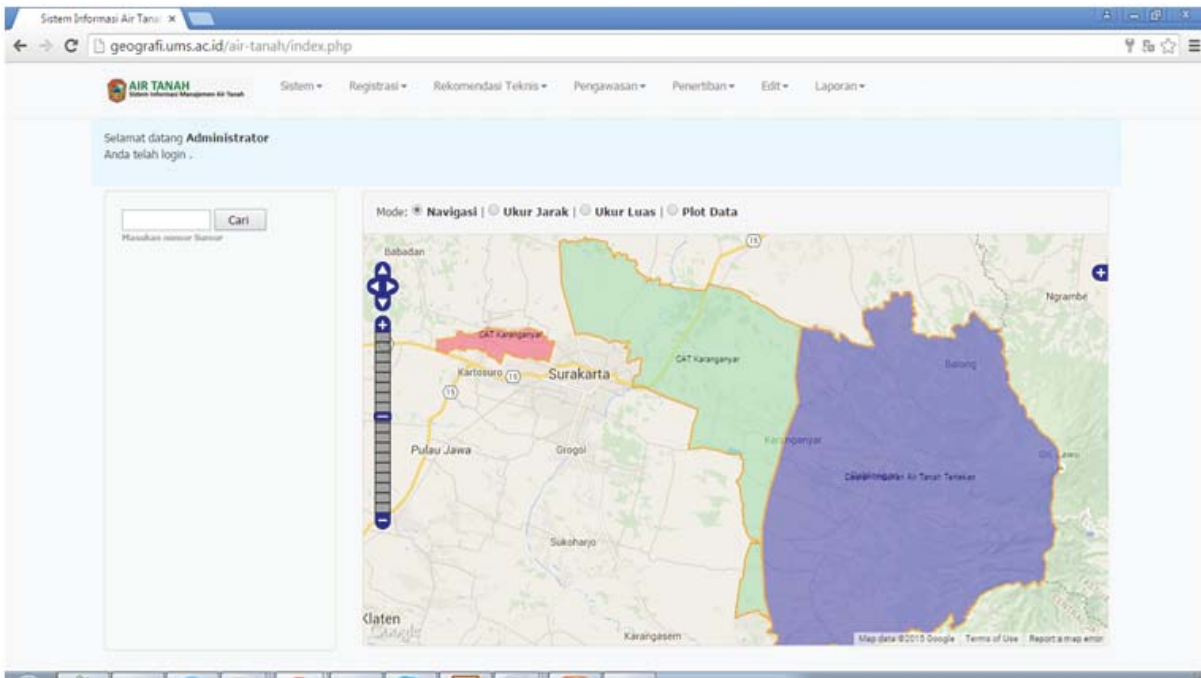 Sistem Informasi Air Tana
geografi.ums.ac.id/air-tanah/index.php
AIR TANAH
Sistem Informasi Manajemen Air Tanah
Sistem
Registrasi
Rekomendasi Teknis
Pengawasan
Penertiban
Edit
Laporan
Selamat datang Administrator
Anda telah login .
Cari
Masukan nomor Sumur
Mode: Navigasi | Ukur Jarak | Ukur Luas | Plot Data
Babadan
15
Ngrambe
CAT Karanganyar
CAT Karanganyar
Kartosuro
15
Surakarta
Balong
15
Karanganyar
Pulau Jawa
Grogol
Lawu
Air Tanah Tertekan
Sukoharjo
Klaten
Google
Karangasem
Map data ©2015 Google
Terms of Use
Report a map error